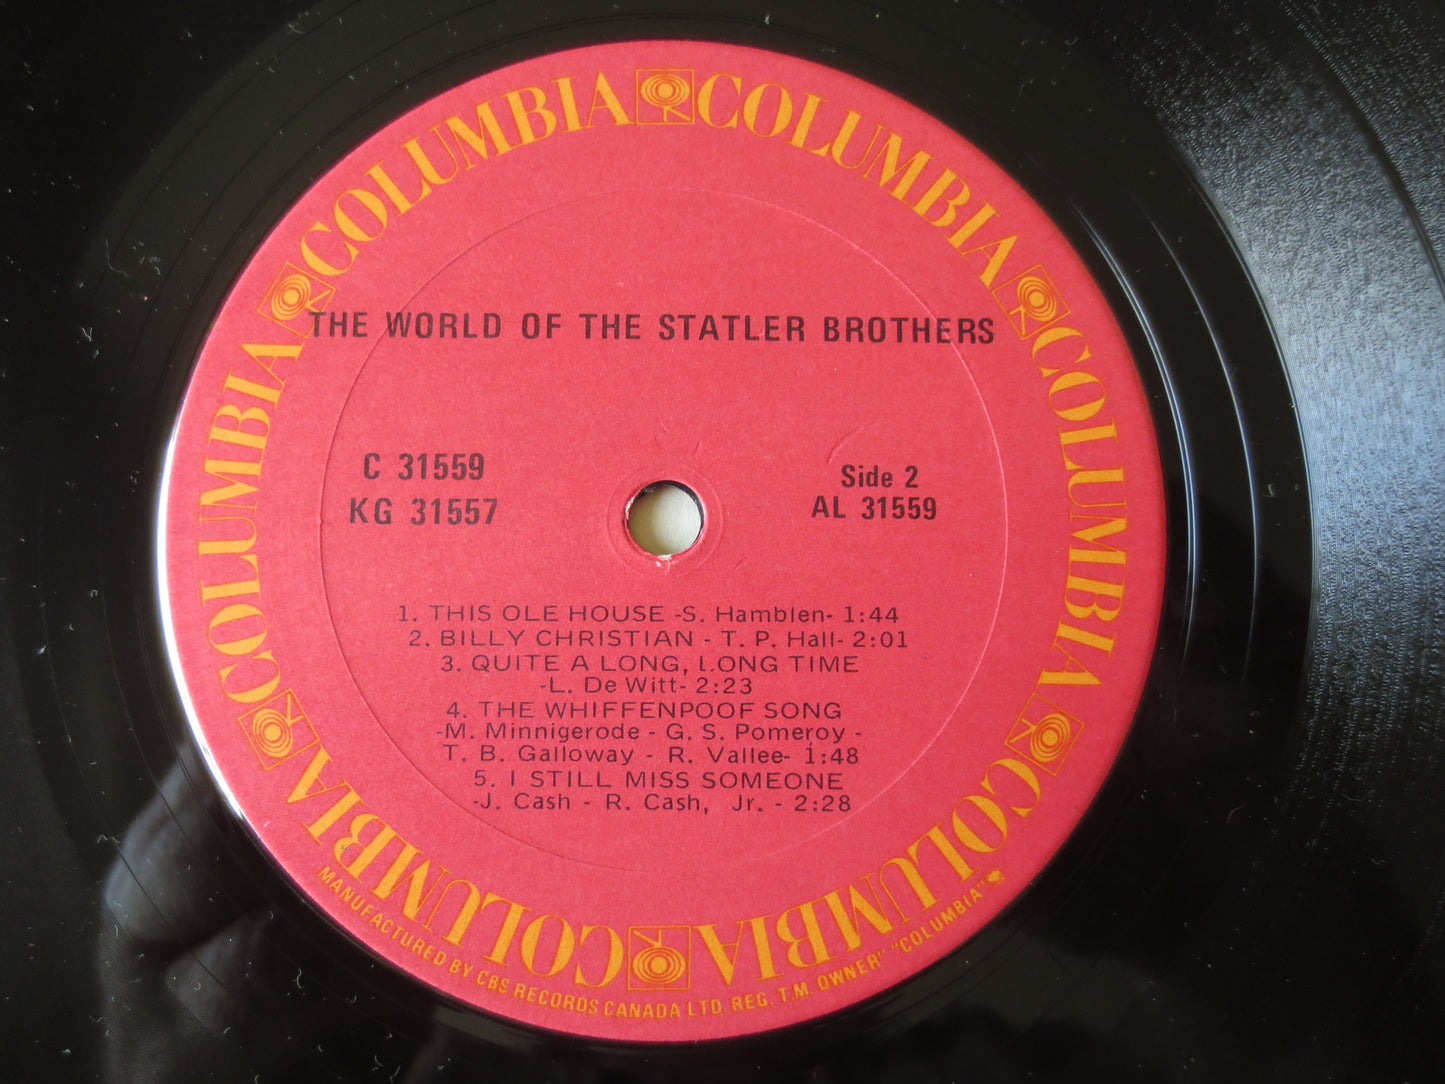 COLUMBIA COLUMBIA COLUMBIA COLUMBIA COLUMBIA COLUMBIA
THE WORLD OF THE STATLER BROTHERS
C 31559
KG 31557
Side 2
AL 31559
1. THIS OLE HOUSE -S. Hamblen- 1:44
2. BILLY CHRISTIAN - T. P. Hall- 2:01
3. QUITE A LONG, LONG TIME
-L. De Witt- 2:23
4. THE WHIFFENPOOF SONG
-M. Minnigerode - G. S. Pomeroy -
T. B. Galloway - R. Vallee- 1:48
5. I STILL MISS SOMEONE
-J. Cash - R. Cash, Jr. - 2:28
MANUFACTURED BY CBS RECORDS CANADA LTD. REG. T.M. OWNER" "COLUMBIA"